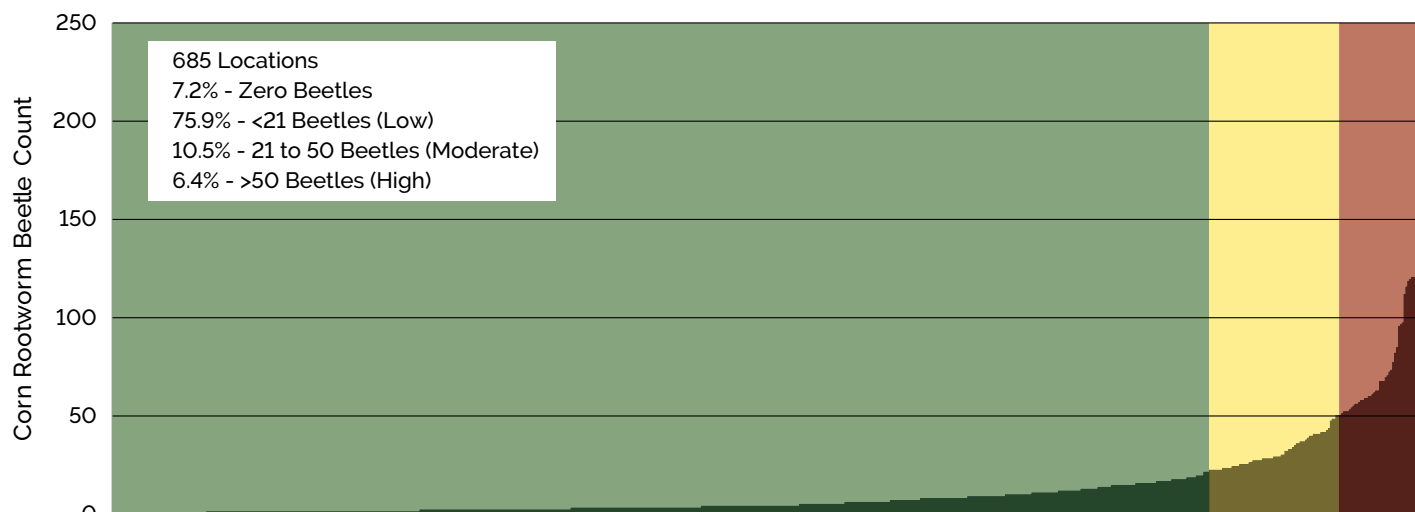 250
685 Locations
7.2% - Zero Beetles
200
75.9% - <21 Beetles (Low)
10.5% - 21 to 50 Beetles (Moderate)
6.4% - >50 Beetles (High)
Corn Rootworm Beetle Count
150
100
50
0